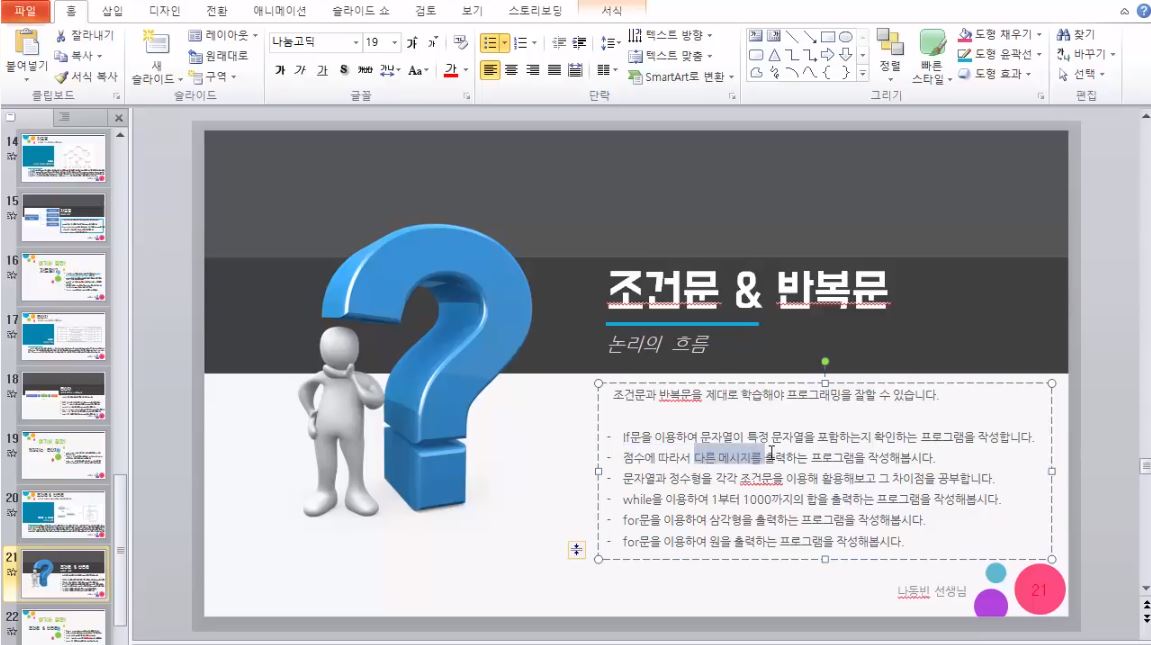 파일 홈 삽입 디자인 전환 애니메이션 슬라이드 쇼 검토 보기 스토리보딩 서식
붙여넣기
잘라내기
복사
서식 복사
클립보드
새
슬라이드
레이아웃
원래대로
구역
슬라이드
나눔고딕 19
가 가 가 S 가 Aa 가
글꼴
텍스트 방향
텍스트 맞춤
SmartArt로 변환
단락
정렬
빠른
스타일
도형 채우기
도형 윤곽선
도형 효과
그리기
찾기
바꾸기
선택
편집
14
15
16
17
18
19
20
21
22
조건문 & 반복문
논리의 흐름
조건문과 반복문을 제대로 학습해야 프로그래밍을 잘할 수 있습니다.
- If문을 이용하여 문자열이 특정 문자열을 포함하는지 확인하는 프로그램을 작성합니다.
- 점수에 따라서 다른 메시지를 출력하는 프로그램을 작성해봅시다.
- 문자열과 정수형을 각각 조건문을 이용해 활용해보고 그 차이점을 공부합니다.
- while을 이용하여 1부터 1000까지의 합을 출력하는 프로그램을 작성해봅시다.
- for문을 이용하여 삼각형을 출력하는 프로그램을 작성해봅시다.
- for문을 이용하여 원을 출력하는 프로그램을 작성해봅시다.
나동빈 선생님
21